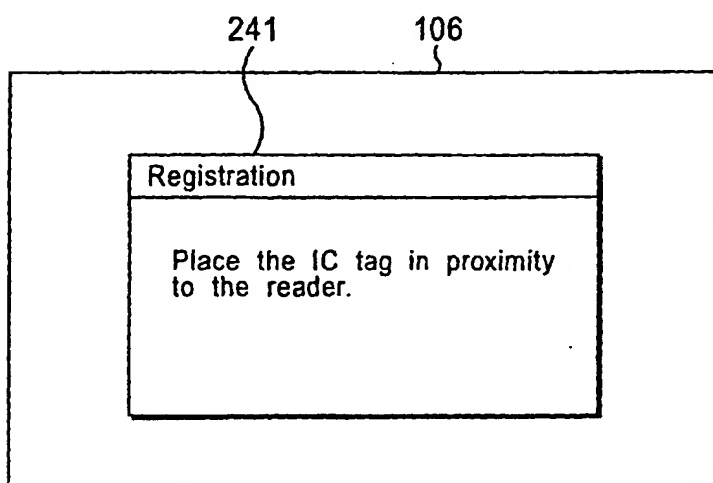 241 106
Registration
Place the IC tag in proximity
to the reader.